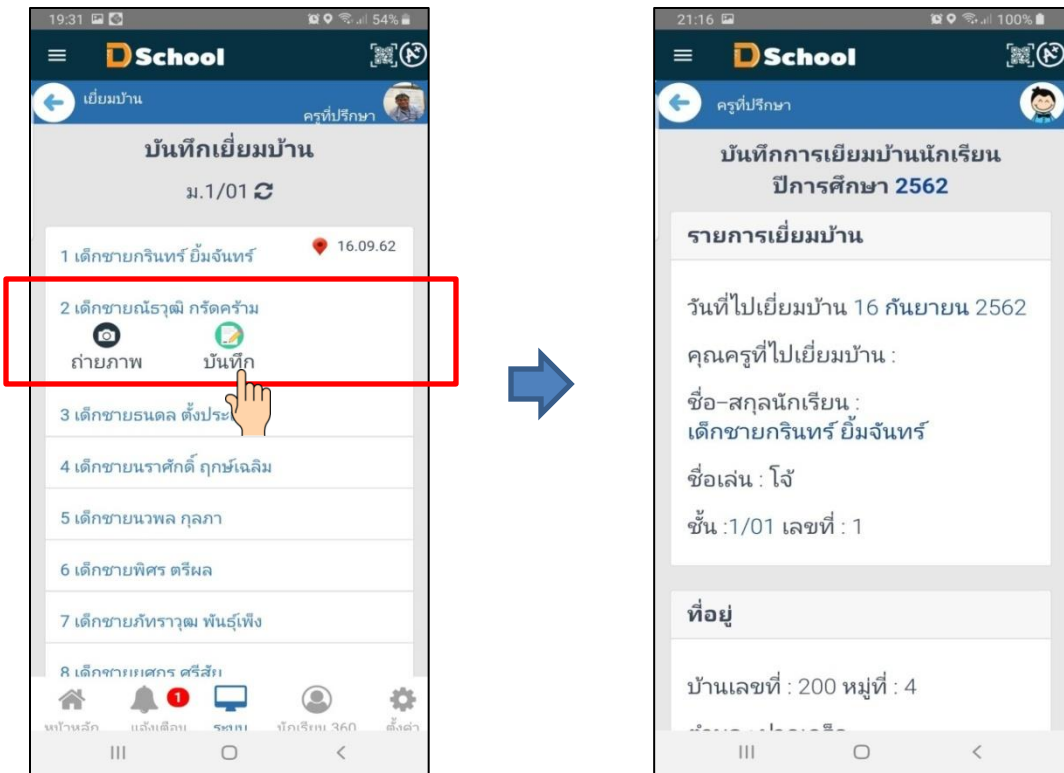 19:31
54%
DSchool
เยี่ยมบ้าน
ครูที่ปรึกษา
บันทึกเยี่ยมบ้าน
ม.1/01
1 เด็กชายกรินทร์ ยิ้มจันทร์
16.09.62
2 เด็กชายณัธวุฒิ กรัดคร้าม
ถ่ายภาพ
บันทึก
3 เด็กชายธนดล
4 เด็กชายนราศักดิ์ ฤกษ์เฉลิม
5 เด็กชายนวพล กุลภา
6 เด็กชายพิศร ตรีผล
7 เด็กชายภัทราวุฒ พันธุ์เพ็ง
8 เด็กชายยศกร ศรีสัย
1
หน้าหลัก
แจ้งเตือน
ระบบ
นักเรียน 360
ตั้งค่า
21:16
100%
DSchool
ครูที่ปรึกษา
บันทึกการเยียมบ้านนักเรียน
ปีการศึกษา 2562
รายการเยี่ยมบ้าน
วันที่ไปเยี่ยมบ้าน 16 กันยายน 2562
คุณครูที่ไปเยี่ยมบ้าน :
ชื่อ-สกุลนักเรียน :
เด็กชายกรินทร์ ยิ้มจันทร์
ชื่อเล่น : โจ้
ชั้น :1/01 เลขที่ : 1
ที่อยู่
บ้านเลขที่ : 200 หมู่ที่ : 4